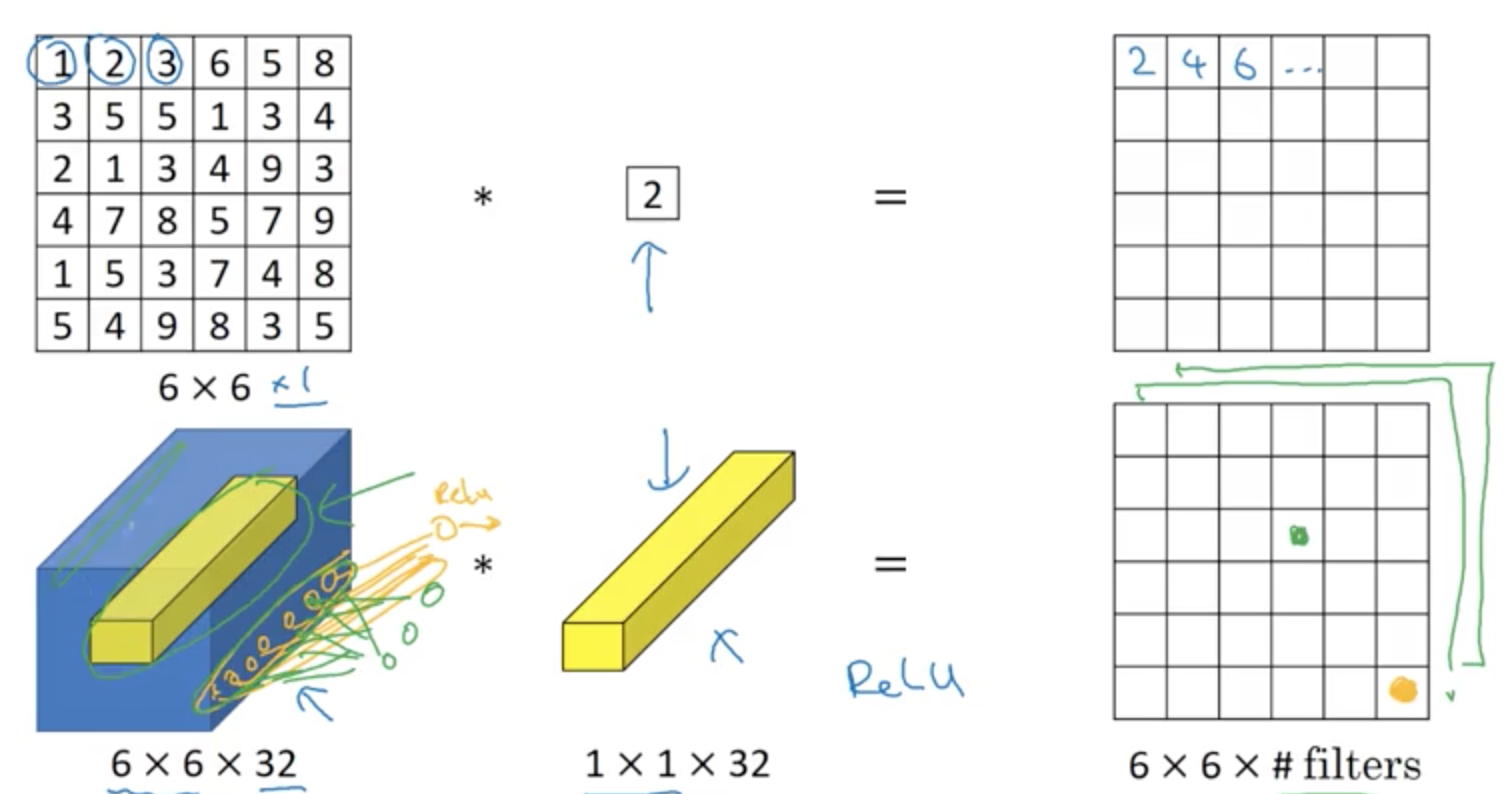 1 2 3 6 5 8
3 5 5 1 3 4
2 1 3 4 9 3
4 7 8 5 7 9
1 5 3 7 4 8
5 4 9 8 3 5
6 × 6 × 1
*
2
=
2 4 6 ...
Relu
*
=
ReLU
6 × 6 × 32
1 × 1 × 32
6 × 6 × # filters